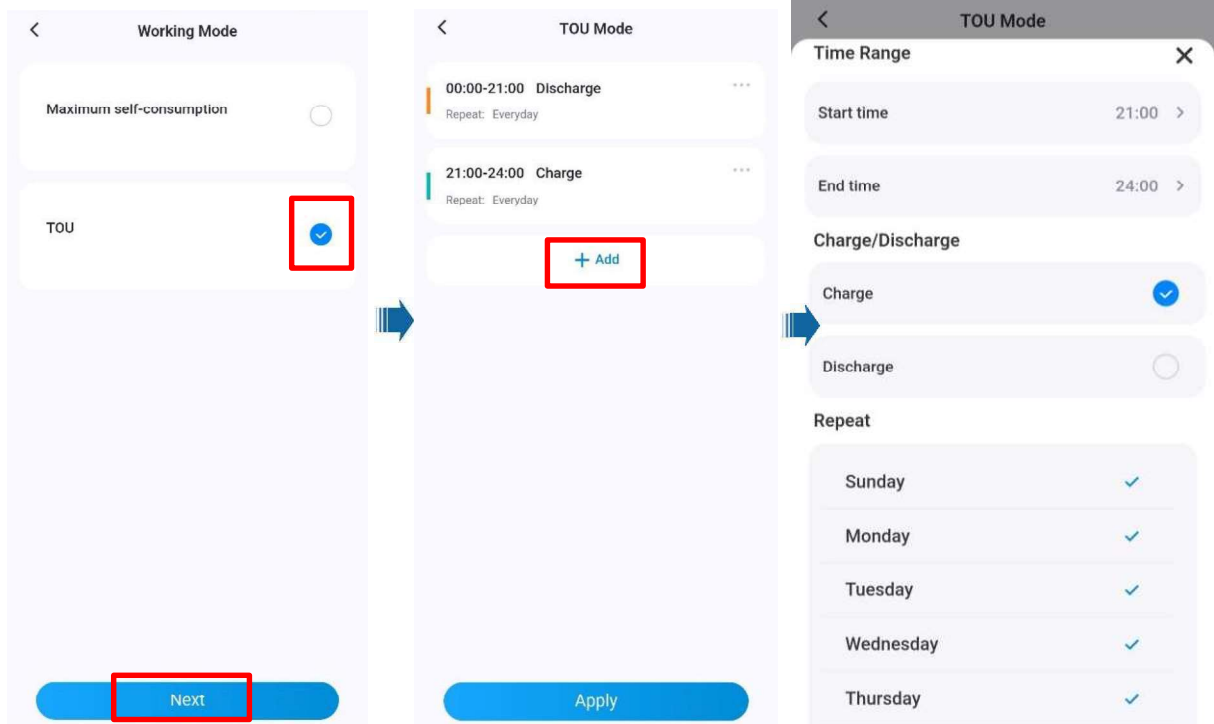 Working Mode
Maximum self-consumption
TOU
Next
TOU Mode
00:00-21:00 Discharge
Repeat: Everyday
21:00-24:00 Charge
Repeat: Everyday
+ Add
Apply
TOU Mode
Time Range
Start time 21:00
End time 24:00
Charge/Discharge
Charge
Discharge
Repeat
Sunday
Monday
Tuesday
Wednesday
Thursday